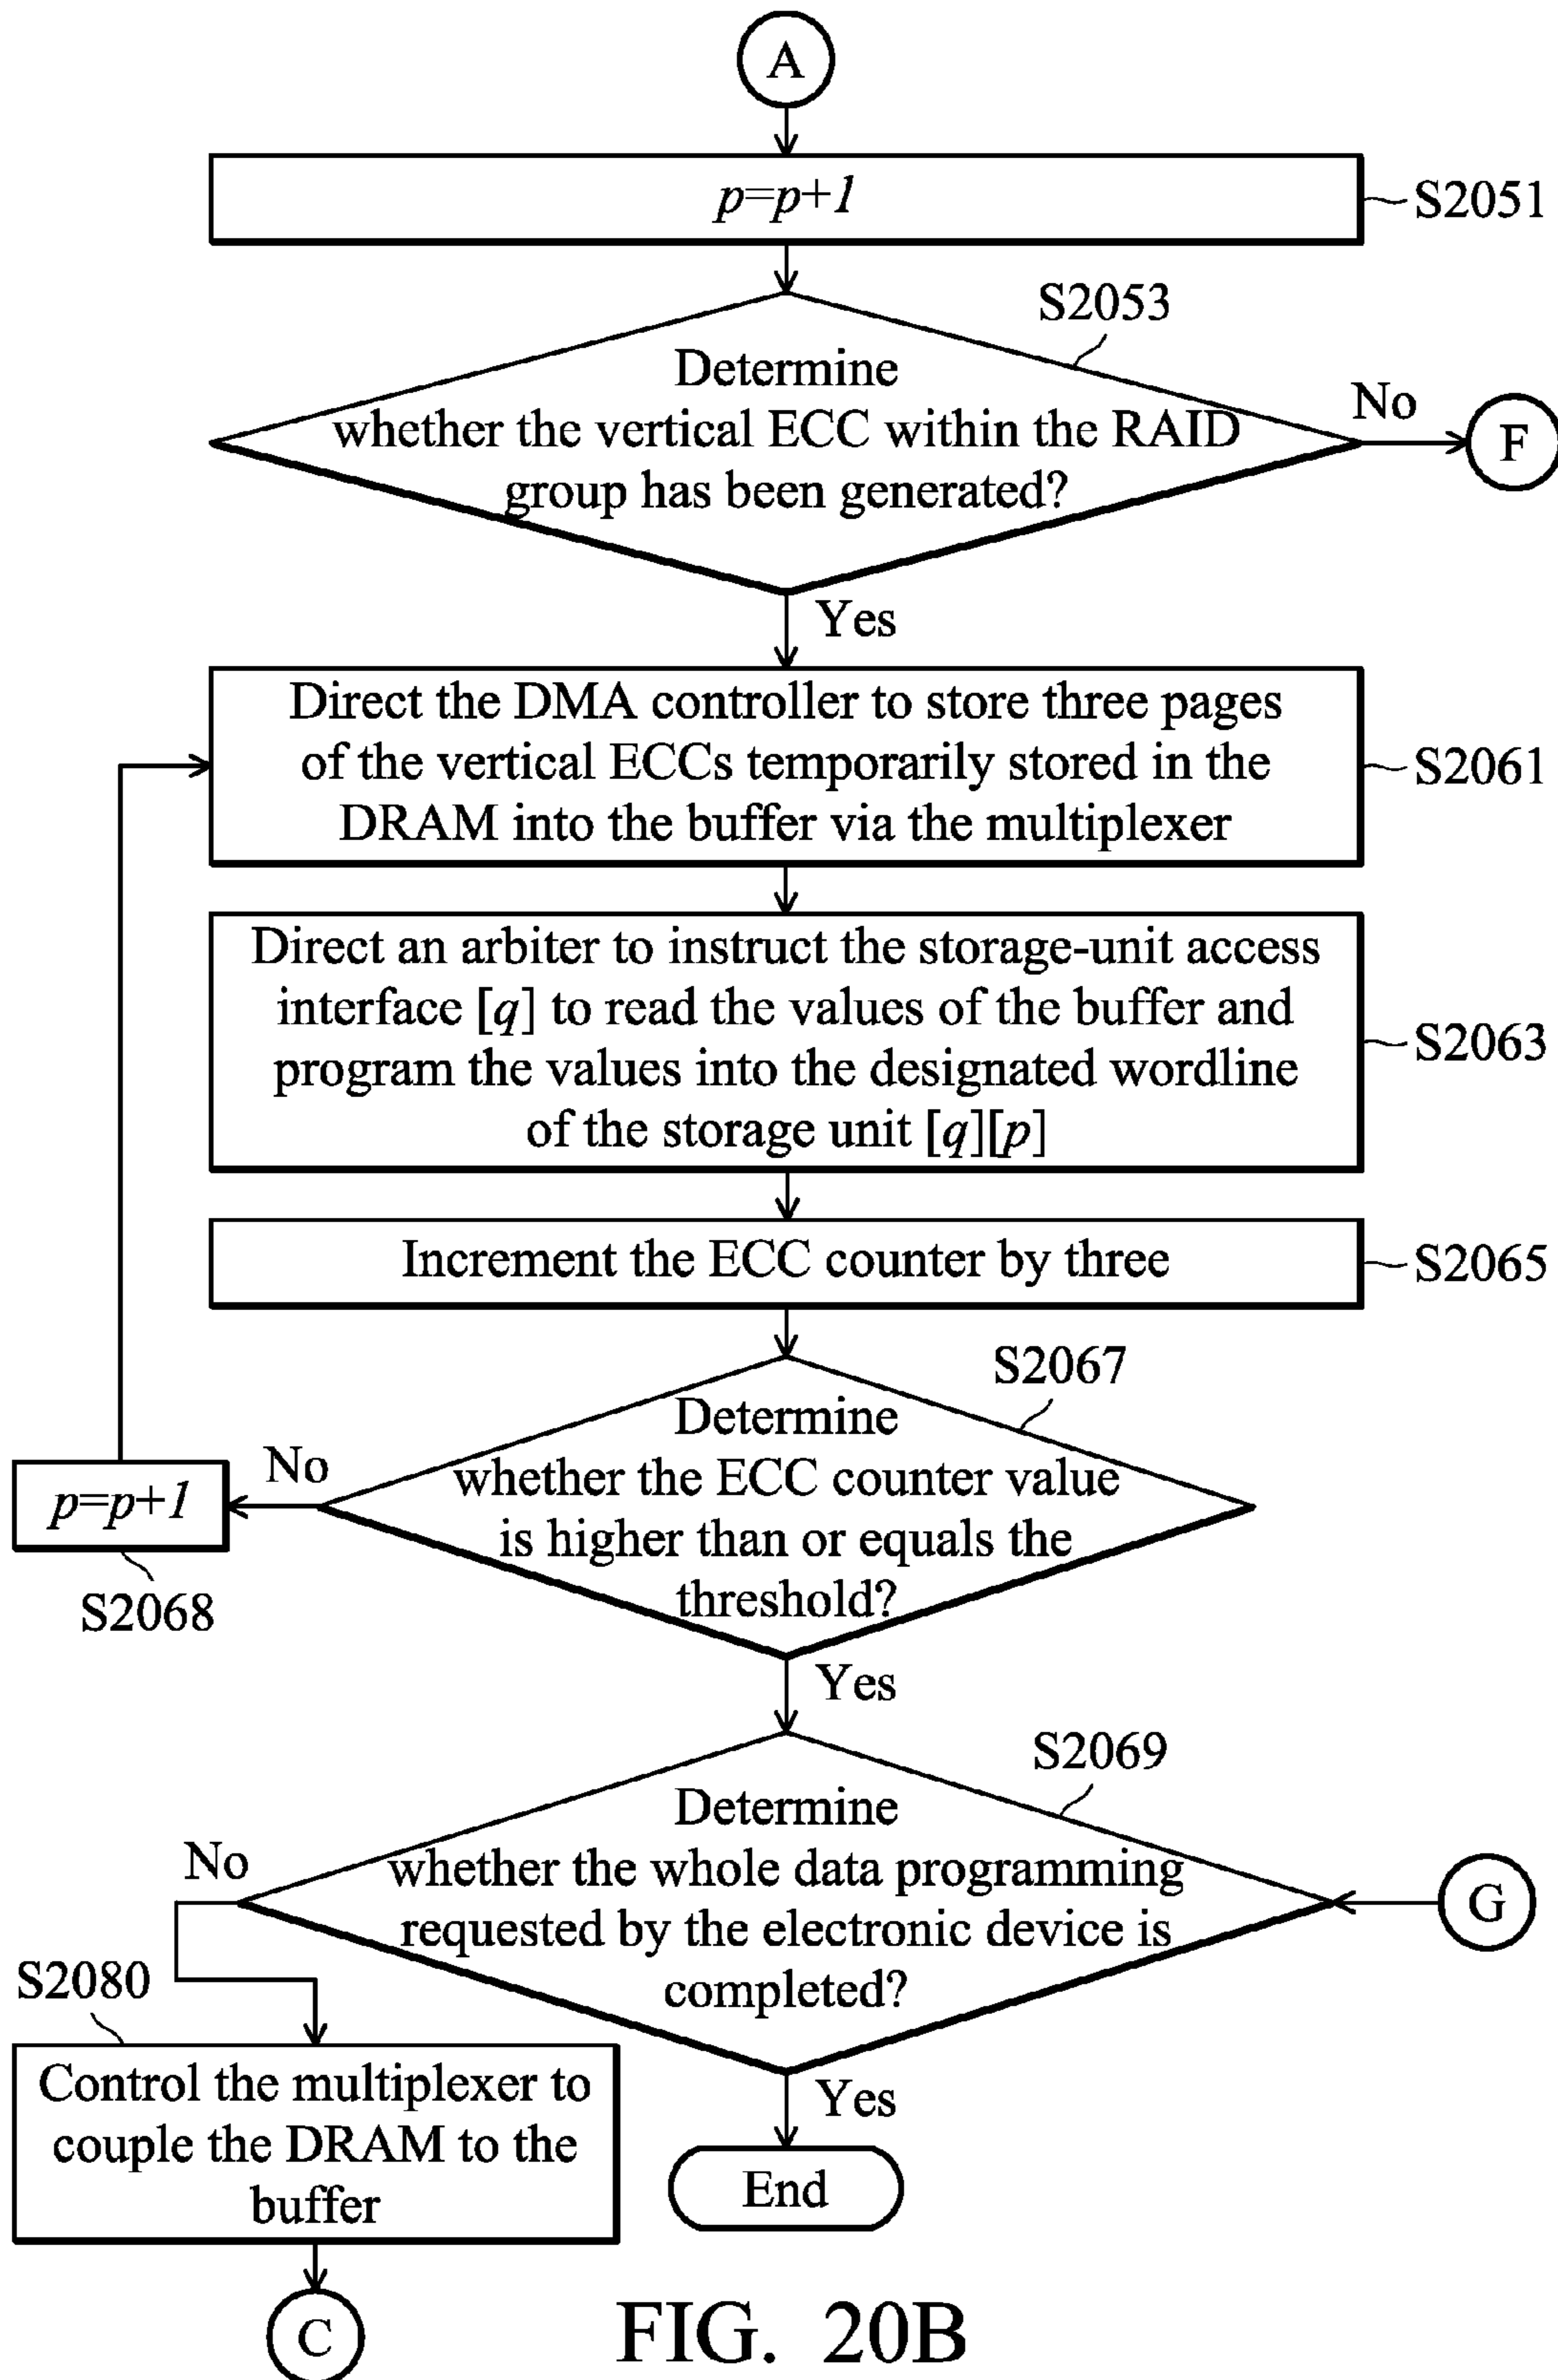 A
p=p+1
S2051
S2053
Determine
whether the vertical ECC within the RAID
group has been generated?
No
F
Yes
Direct the DMA controller to store three pages
of the vertical ECCs temporarily stored in the
DRAM into the buffer via the multiplexer
S2061
Direct an arbiter to instruct the storage-unit access
interface [q] to read the values of the buffer and
program the values into the designated wordline
of the storage unit [q][p]
S2063
Increment the ECC counter by three
S2065
S2067
Determine
whether the ECC counter value
is higher than or equals the
threshold?
No
p=p+1
S2068
Yes
S2069
Determine
whether the whole data programming
requested by the electronic device is
completed?
No
G
S2080
Control the multiplexer to
couple the DRAM to the
buffer
Yes
End
C
FIG. 20B